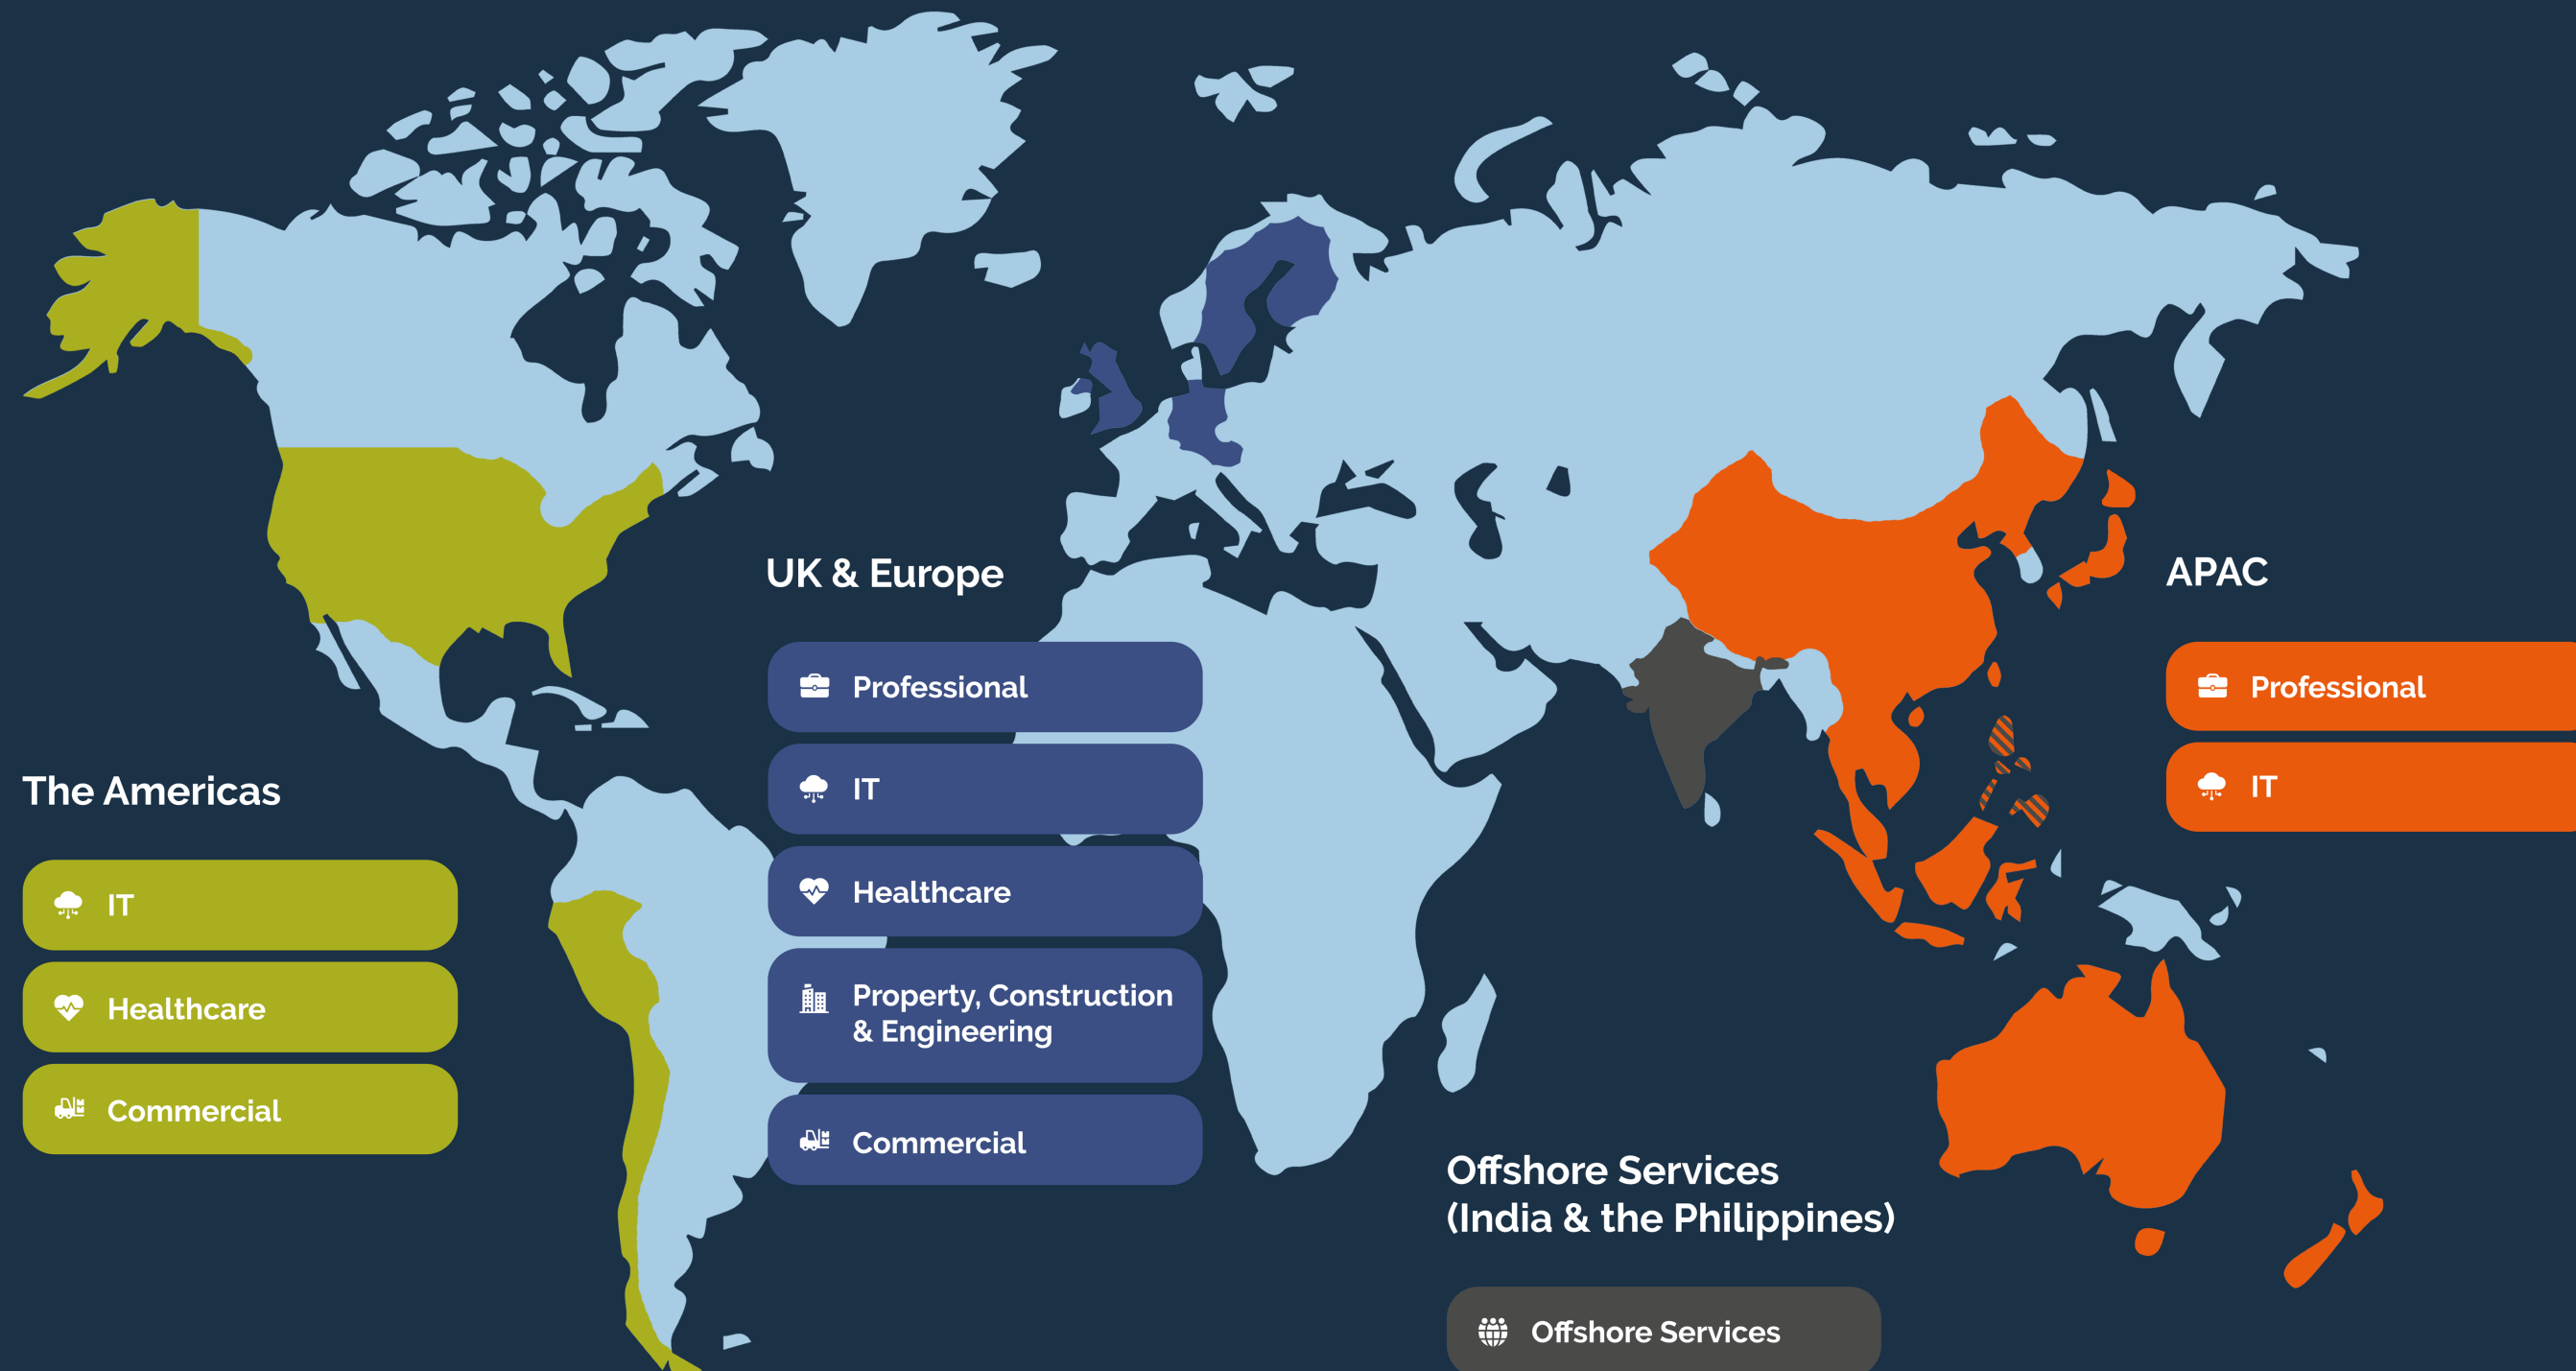 The Americas
IT
Healthcare
Commercial
UK & Europe
Professional
IT
Healthcare
Property, Construction
& Engineering
Commercial
Offshore Services
(India & the Philippines)
Offshore Services
APAC
Professional
IT